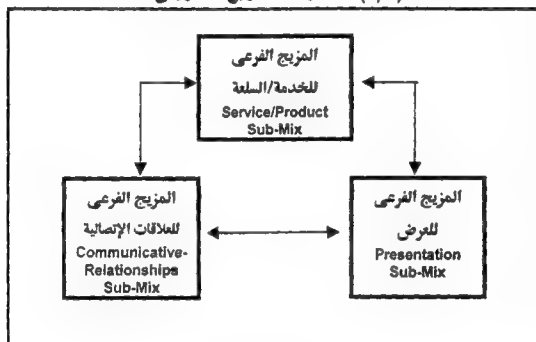 المزيج الفرعى
للخدمة/السلعة
Service/Product
Sub-Mix
المزيج الفرعى
للعلاقات الإتصالية
Communicative-
Relationships
Sub-Mix
المزيج الفرعى
للعرض
Presentation
Sub-Mix